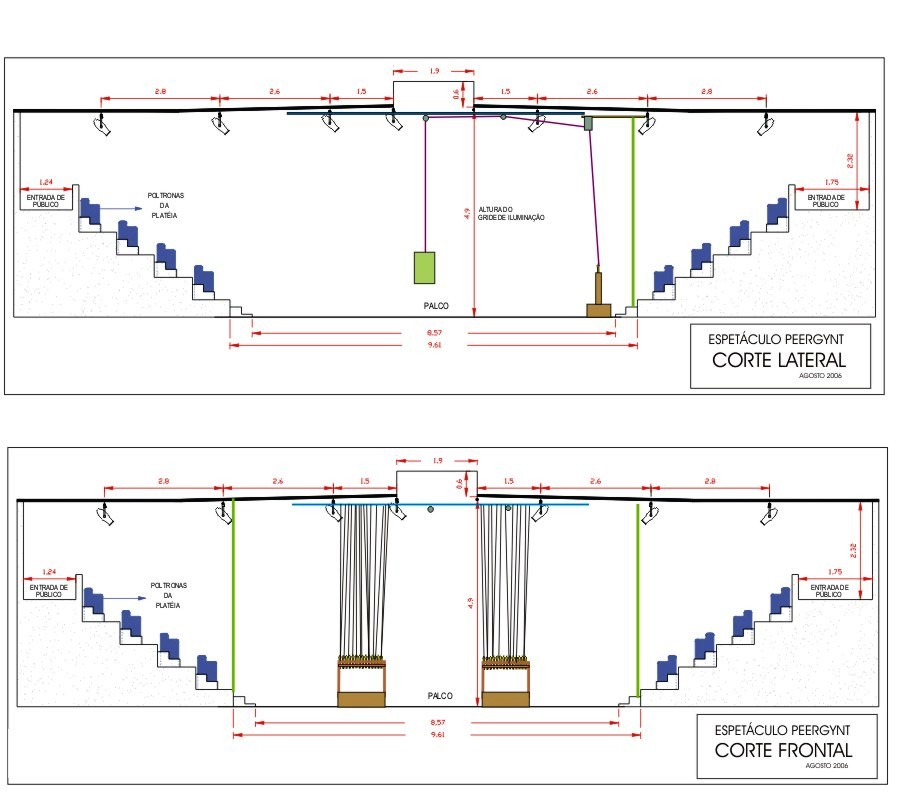 1,9
2.8
2.6
1.5
0.6
1.5
2.6
2.8
2.32
1.24
ENTRADA DE
PÚBLICO
POLTRONAS
DA
PLATÉIA
4.9
ALTURA DO
GRIDE DE ILUMINAÇÃO
1.75
ENTRADA DE
PÚBLICO
PALCO
8.57
9.61
ESPETÁCULO PEERGYNT
CORTE LATERAL
AGOSTO 2006
1,9
2.8
2.6
1.5
0.6
1.5
2.6
2.8
2.32
1.24
ENTRADA DE
PÚBLICO
POLTRONAS
DA
PLATÉIA
4.9
1.75
ENTRADA DE
PÚBLICO
PALCO
8.57
9.61
ESPETÁCULO PEERGYNT
CORTE FRONTAL
AGOSTO 2006